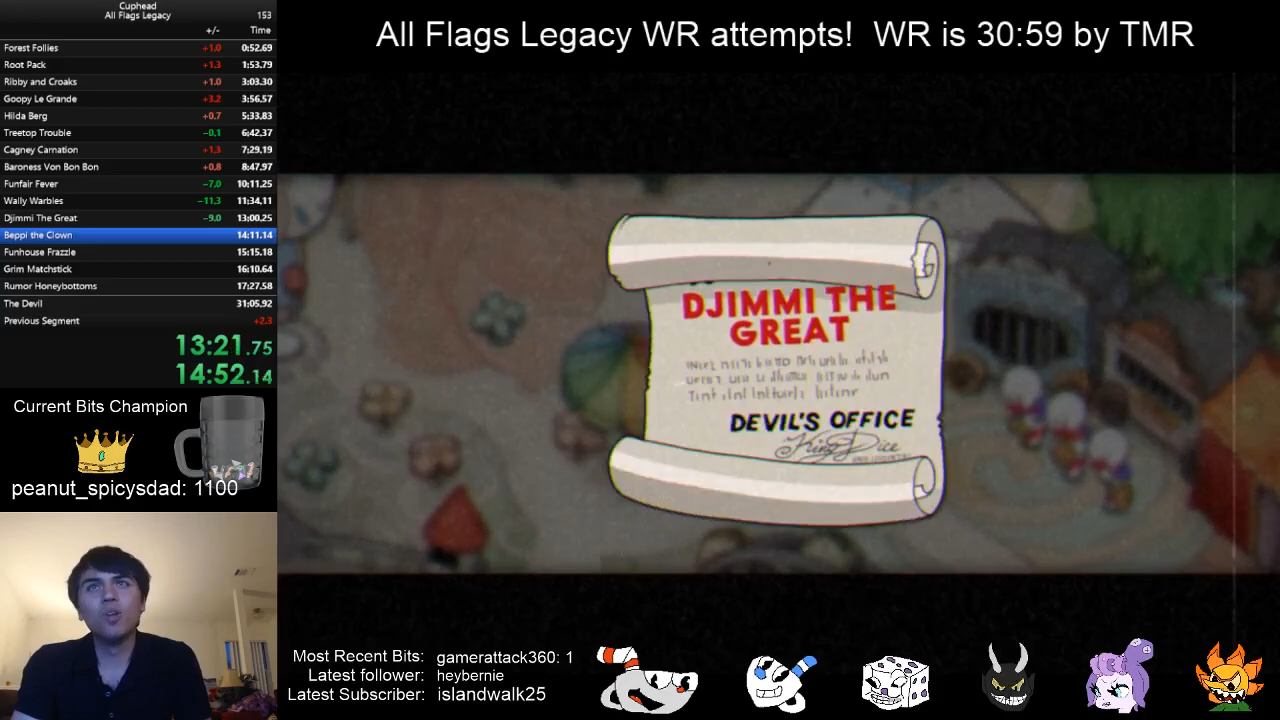 Cuphead
All Flags Legacy 153
+/- Time
Forest Follies +1.0 0:52.69
Root Pack +1.3 1:53.79
Ribby and Croaks +1.0 3:03.30
Goopy Le Grande +3.2 3:56.57
Hilda Berg +0.7 5:33.83
Treetop Trouble −0.1 6:42.37
Cagney Carnation +1.3 7:29.19
Baroness Von Bon Bon +0.8 8:47.97
Funfair Fever −7.0 10:11.25
Wally Warbles −11.3 11:34.11
Djimmi The Great −9.0 13:00.25
Beppi the Clown 14:11.14
Funhouse Frazzle 15:15.18
Grim Matchstick 16:10.64
Rumor Honeybottoms 17:27.58
The Devil 31:05.92
Previous Segment +2.3
13:21.75
14:52.14
Current Bits Champion
peanut_spicysdad: 1100
All Flags Legacy WR attempts! WR is 30:59 by TMR
DJIMMI THE
GREAT
DEVIL'S OFFICE
King Dice
Most Recent Bits: gamerattack360: 1
Latest follower: heybernie
Latest Subscriber: islandwalk25